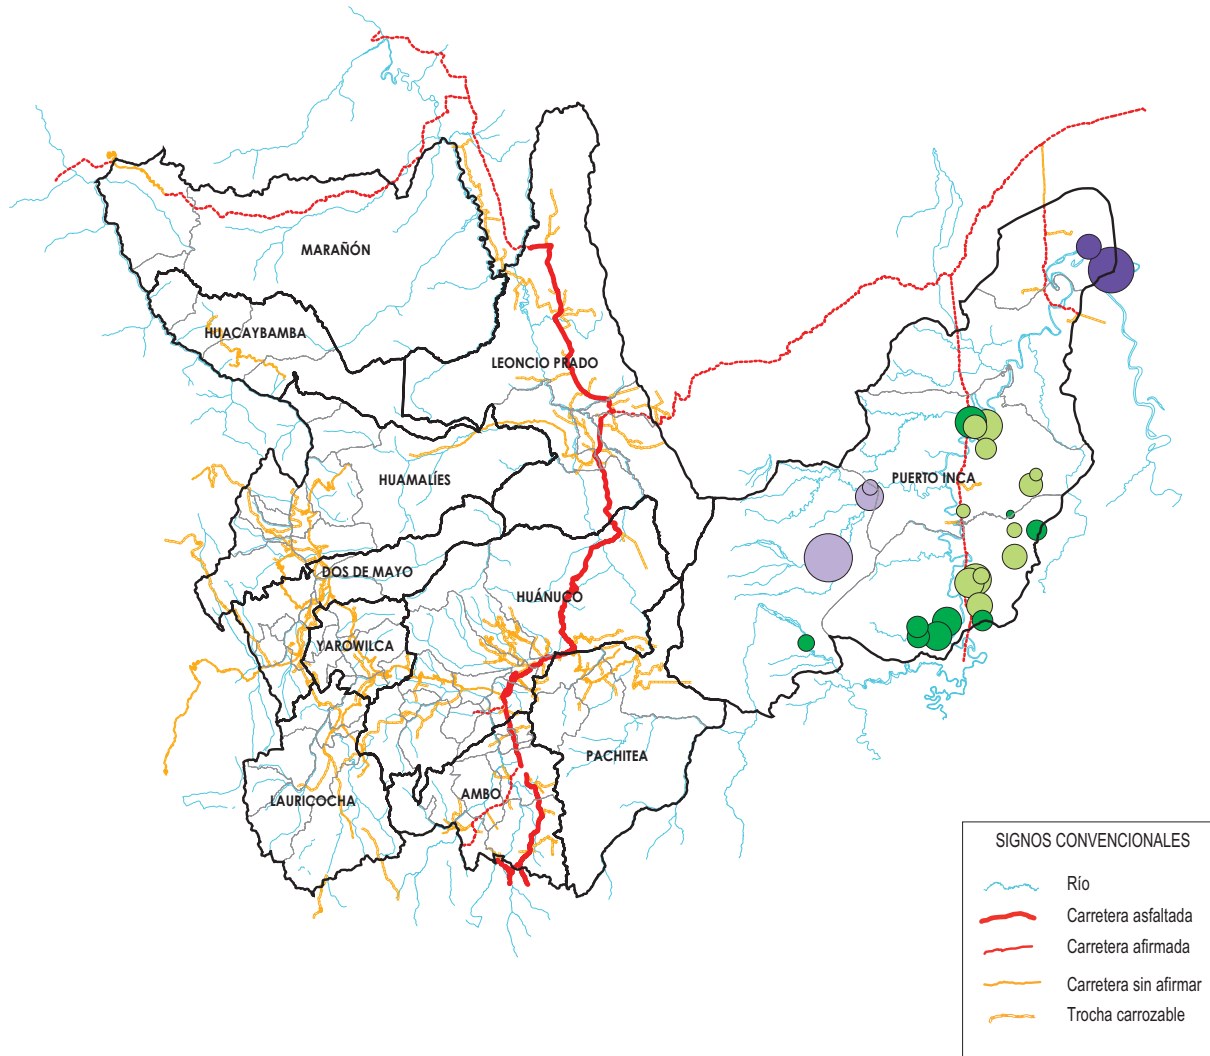 MARAÑÓN
HUACAYBAMBA
LEONCIO PRADO
HUAMALÍES
PUERTO INCA
DOS DE MAYO
HUÁNUCO
YAROWILCA
PACHITEA
LAURICOCHA
AMBO
SIGNOS CONVENCIONALES
Río
Carretera asfaltada
Carretera afirmada
Carretera sin afirmar
Trocha carrozable